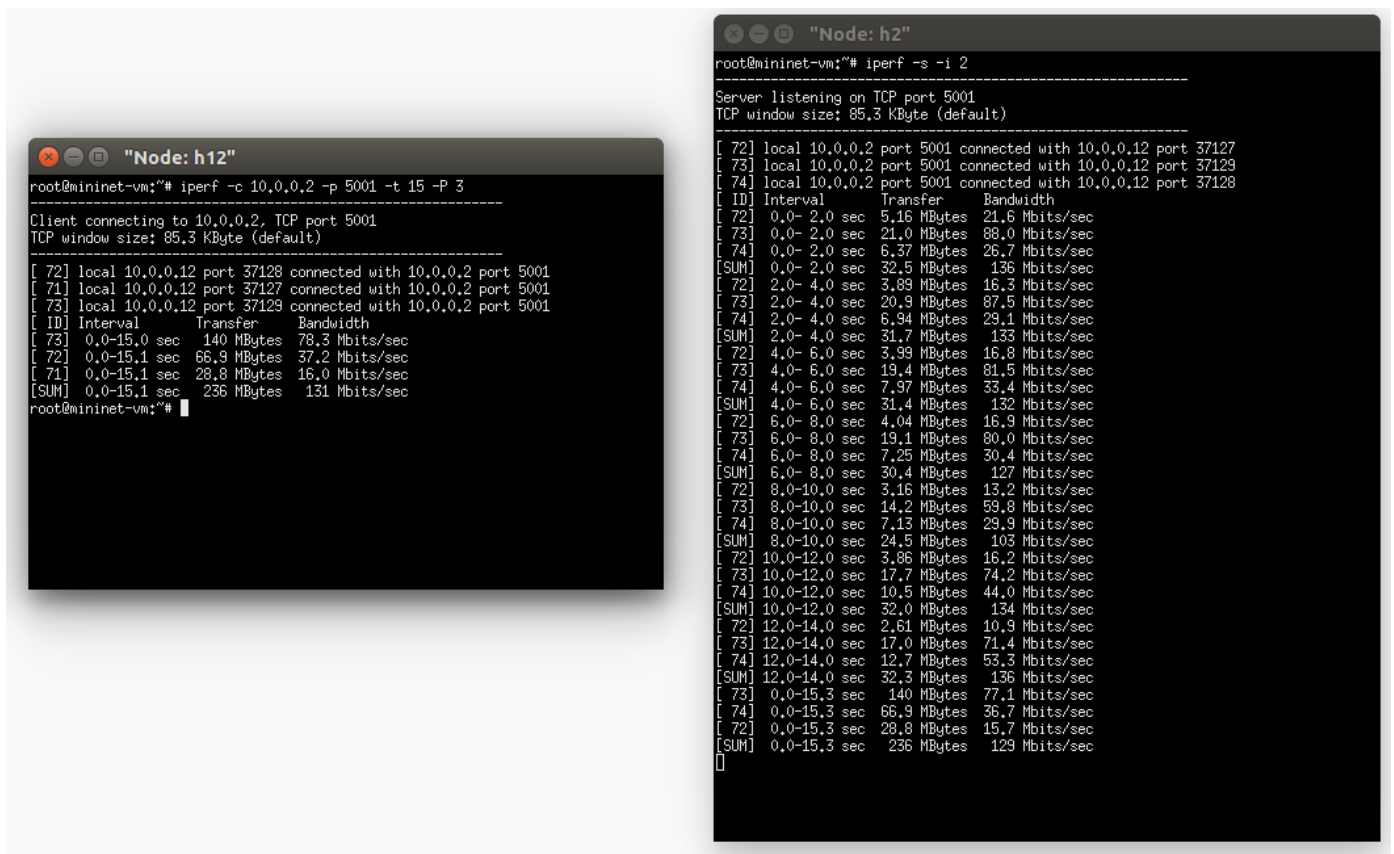 "Node: h12"
root@mininet-vm:~# iperf -c 10.0.0.2 -p 5001 -t 15 -P 3
------------------------------------------------------------
Client connecting to 10.0.0.2, TCP port 5001
TCP window size: 85.3 KByte (default)
------------------------------------------------------------
[ 72] local 10.0.0.12 port 37128 connected with 10.0.0.2 port 5001
[ 71] local 10.0.0.12 port 37127 connected with 10.0.0.2 port 5001
[ 73] local 10.0.0.12 port 37129 connected with 10.0.0.2 port 5001
[ ID] Interval       Transfer     Bandwidth
[ 73]  0.0-15.0 sec   140 MBytes  78.3 Mbits/sec
[ 72]  0.0-15.1 sec  66.9 MBytes  37.2 Mbits/sec
[ 71]  0.0-15.1 sec  28.8 MBytes  16.0 Mbits/sec
[SUM]  0.0-15.1 sec   236 MBytes   131 Mbits/sec
root@mininet-vm:~#
"Node: h2"
root@mininet-vm:~# iperf -s -i 2
------------------------------------------------------------
Server listening on TCP port 5001
TCP window size: 85.3 KByte (default)
------------------------------------------------------------
[ 72] local 10.0.0.2 port 5001 connected with 10.0.0.12 port 37127
[ 73] local 10.0.0.2 port 5001 connected with 10.0.0.12 port 37129
[ 74] local 10.0.0.2 port 5001 connected with 10.0.0.12 port 37128
[ ID] Interval       Transfer     Bandwidth
[ 72]  0.0- 2.0 sec  5.16 MBytes  21.6 Mbits/sec
[ 73]  0.0- 2.0 sec  21.0 MBytes  88.0 Mbits/sec
[ 74]  0.0- 2.0 sec  6.37 MBytes  26.7 Mbits/sec
[SUM]  0.0- 2.0 sec  32.5 MBytes   136 Mbits/sec
[ 72]  2.0- 4.0 sec  3.89 MBytes  16.3 Mbits/sec
[ 73]  2.0- 4.0 sec  20.9 MBytes  87.5 Mbits/sec
[ 74]  2.0- 4.0 sec  6.94 MBytes  29.1 Mbits/sec
[SUM]  2.0- 4.0 sec  31.7 MBytes   133 Mbits/sec
[ 72]  4.0- 6.0 sec  3.99 MBytes  16.8 Mbits/sec
[ 73]  4.0- 6.0 sec  19.4 MBytes  81.5 Mbits/sec
[ 74]  4.0- 6.0 sec  7.97 MBytes  33.4 Mbits/sec
[SUM]  4.0- 6.0 sec  31.4 MBytes   132 Mbits/sec
[ 72]  6.0- 8.0 sec  4.04 MBytes  16.9 Mbits/sec
[ 73]  6.0- 8.0 sec  19.1 MBytes  80.0 Mbits/sec
[ 74]  6.0- 8.0 sec  7.25 MBytes  30.4 Mbits/sec
[SUM]  6.0- 8.0 sec  30.4 MBytes   127 Mbits/sec
[ 72]  8.0-10.0 sec  3.16 MBytes  13.2 Mbits/sec
[ 73]  8.0-10.0 sec  14.2 MBytes  59.8 Mbits/sec
[ 74]  8.0-10.0 sec  7.13 MBytes  29.9 Mbits/sec
[SUM]  8.0-10.0 sec  24.5 MBytes   103 Mbits/sec
[ 72] 10.0-12.0 sec  3.86 MBytes  16.2 Mbits/sec
[ 73] 10.0-12.0 sec  17.7 MBytes  74.2 Mbits/sec
[ 74] 10.0-12.0 sec  10.5 MBytes  44.0 Mbits/sec
[SUM] 10.0-12.0 sec  32.0 MBytes   134 Mbits/sec
[ 72] 12.0-14.0 sec  2.61 MBytes  10.9 Mbits/sec
[ 73] 12.0-14.0 sec  17.0 MBytes  71.4 Mbits/sec
[ 74] 12.0-14.0 sec  12.7 MBytes  53.3 Mbits/sec
[SUM] 12.0-14.0 sec  32.3 MBytes   136 Mbits/sec
[ 73]  0.0-15.3 sec   140 MBytes  77.1 Mbits/sec
[ 74]  0.0-15.3 sec  66.9 MBytes  36.7 Mbits/sec
[ 72]  0.0-15.3 sec  28.8 MBytes  15.7 Mbits/sec
[SUM]  0.0-15.3 sec   236 MBytes   129 Mbits/sec